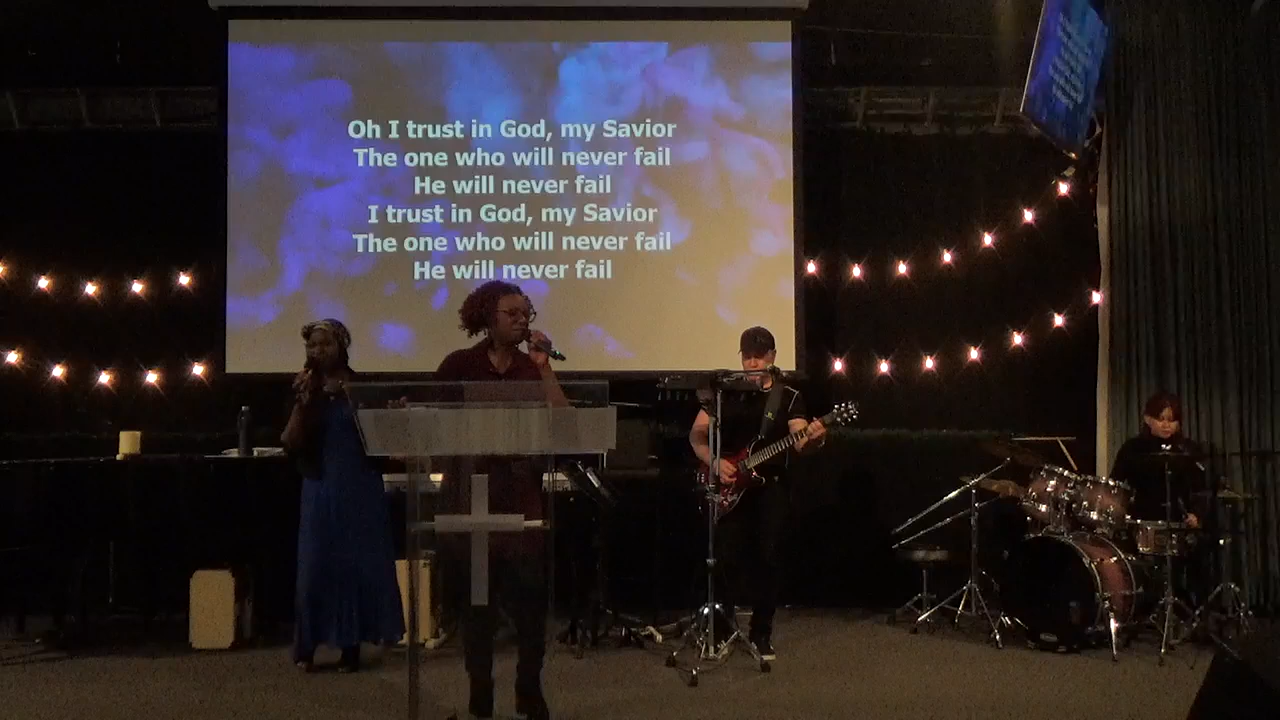 Oh I trust in God, my Savior
The one who will never fail
He will never fail
I trust in God, my Savior
The one who will never fail
He will never fail